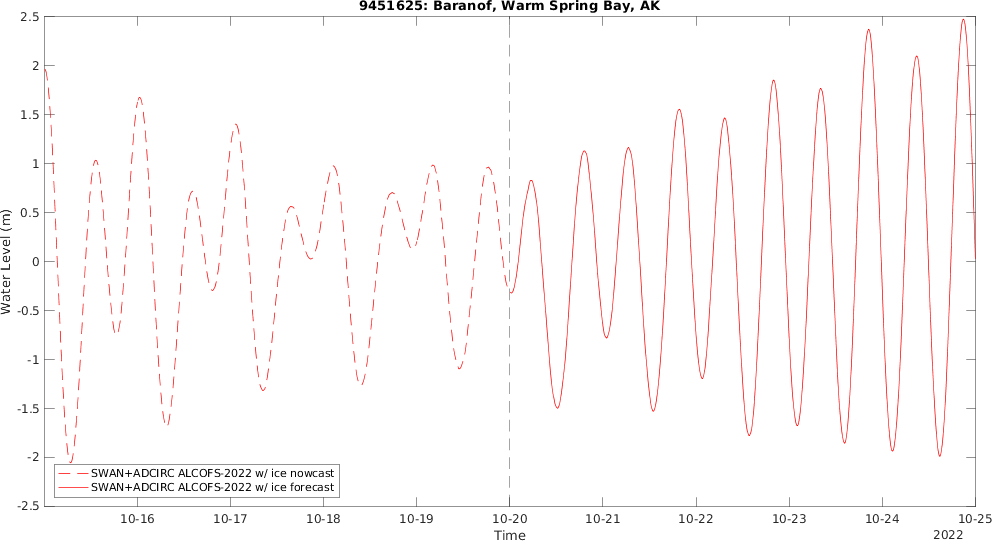 9451625: Baranof, Warm Spring Bay, AK
2.5
2
1.5
1
0.5
0
-0.5
-1
-1.5
-2
-2.5
Water Level (m)
SWAN+ADCIRC ALCOFS-2022 w/ ice nowcast
SWAN+ADCIRC ALCOFS-2022 w/ ice forecast
10-16 10-17 10-18 10-19 10-20 10-21 10-22 10-23 10-24 10-25
Time
2022